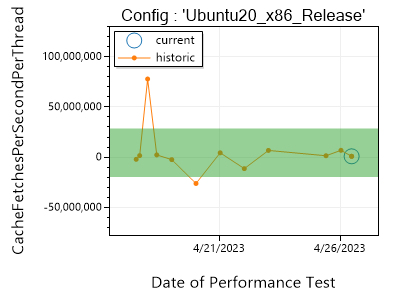 Config : 'Ubuntu20_x86_Release'
current
historic
CacheFetchesPerSecondPerThread
100,000,000
50,000,000
0
-50,000,000
4/21/2023
4/26/2023
Date of Performance Test